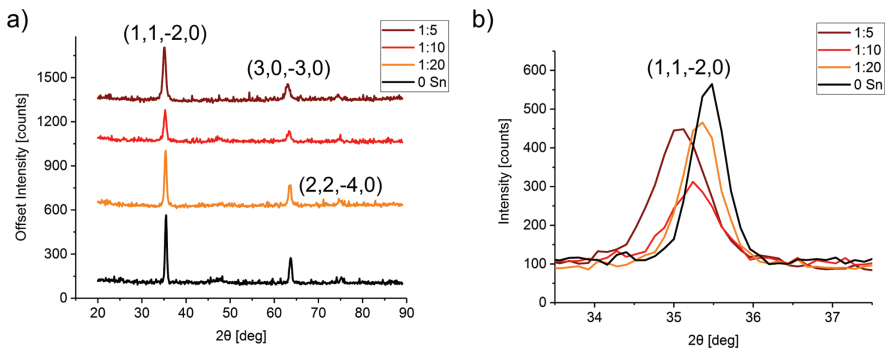 a)
(1,1,-2,0)
(3,0,-3,0)
(2,2,-4,0)
1:5
1:10
1:20
0 Sn
Offset Intensity [counts]
1500
1200
900
600
300
0
10 20 30 40 50 60 70 80 90
2θ [deg]
b)
(1,1,-2,0)
1:5
1:10
1:20
0 Sn
Intensity [counts]
600
500
400
300
200
100
0
34 35 36 37
2θ [deg]